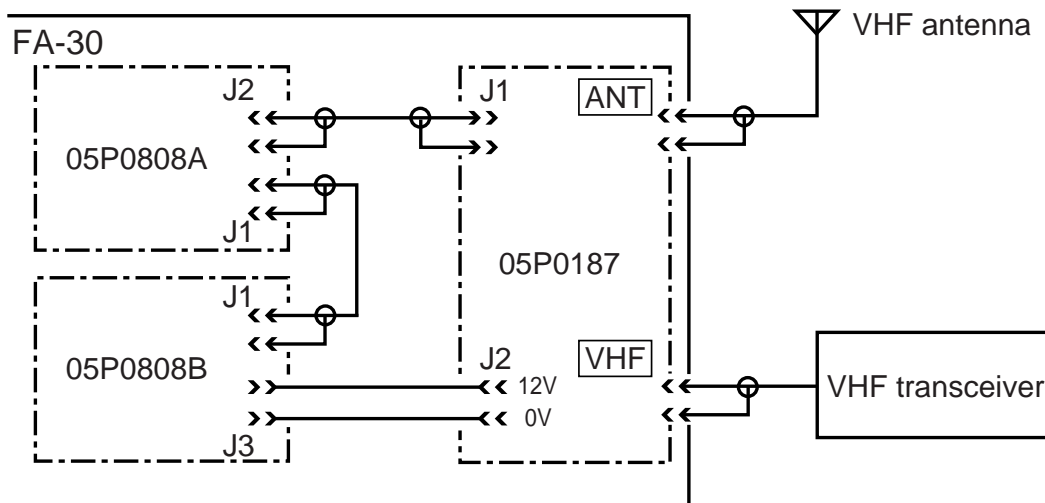 FA-30
VHF antenna
J2
J1
ANT
05P0808A
J1
05P0187
J1
05P0808B
J2
VHF
12V
VHF transceiver
0V
J3